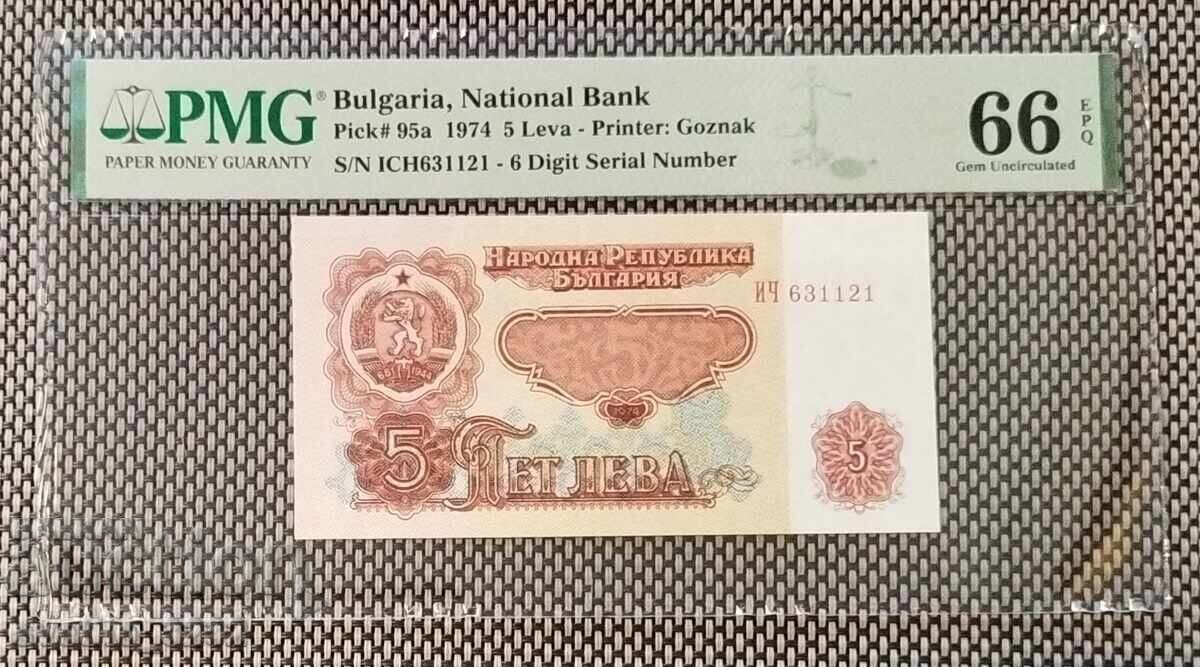 PMG®
PAPER MONEY GUARANTY
Bulgaria, National Bank
Pick# 95a 1974 5 Leva - Printer: Goznak
S/N ICH631121 - 6 Digit Serial Number
66
EPQ
Gem Uncirculated
НАРОДНА РЕПУБЛИКА
БЪЛГАРИЯ
ИЧ 631121
681 1944
1974
5
ПЕТ ЛЕВА
5